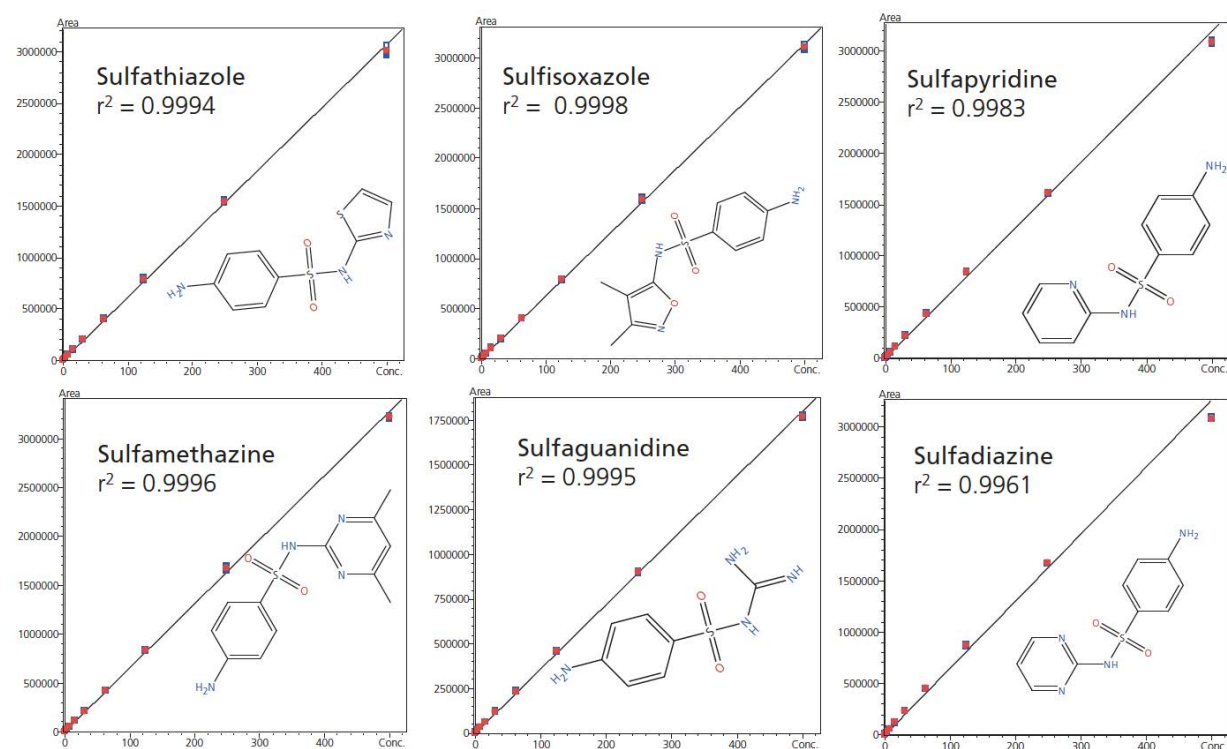 Area
3000000
2500000
2000000
1500000
1000000
500000
0
0 100 200 300 400 Conc.
Sulfathiazole
r² = 0.9994
H₂N
O
S
O
N
H
S
N
Area
3000000
2500000
2000000
1500000
1000000
500000
0
0 100 200 300 400 Conc.
Sulfisoxazole
r² = 0.9998
NH₂
O
S
O
NH
O
N
Area
3000000
2500000
2000000
1500000
1000000
500000
0
0 100 200 300 400 Conc.
Sulfapyridine
r² = 0.9983
NH₂
O
S
O
N
NH
Area
3000000
2500000
2000000
1500000
1000000
500000
0
0 100 200 300 400 Conc.
Sulfamethazine
r² = 0.9996
N
HN
O
S
N
O
H₂N
Area
1750000
1500000
1250000
1000000
750000
500000
250000
0
0 100 200 300 400 Conc.
Sulfaguanidine
r² = 0.9995
NH₂
NH
O
S
N
H
O
H₂N
Area
3000000
2500000
2000000
1500000
1000000
500000
0
0 100 200 300 400 Conc.
Sulfadiazine
r² = 0.9961
NH₂
O
S
O
N
NH
N